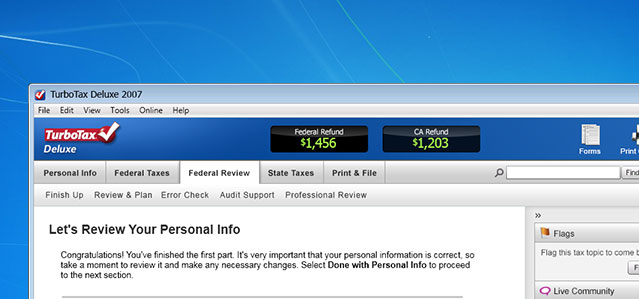 TurboTax Deluxe 2007
File Edit View Tools Online Help
TurboTax
Deluxe
Federal Refund
$1,456
CA Refund
$1,203
Forms
Print
Personal Info Federal Taxes Federal Review State Taxes Print & File
Find
Finish Up Review & Plan Error Check Audit Support Professional Review
Let's Review Your Personal Info
Congratulations! You've finished the first part. It's very important that your personal information is correct, so
take a moment to review it and make any necessary changes. Select Done with Personal Info to proceed
to the next section.
»
Flags
Flag this tax topic to come
Live Community